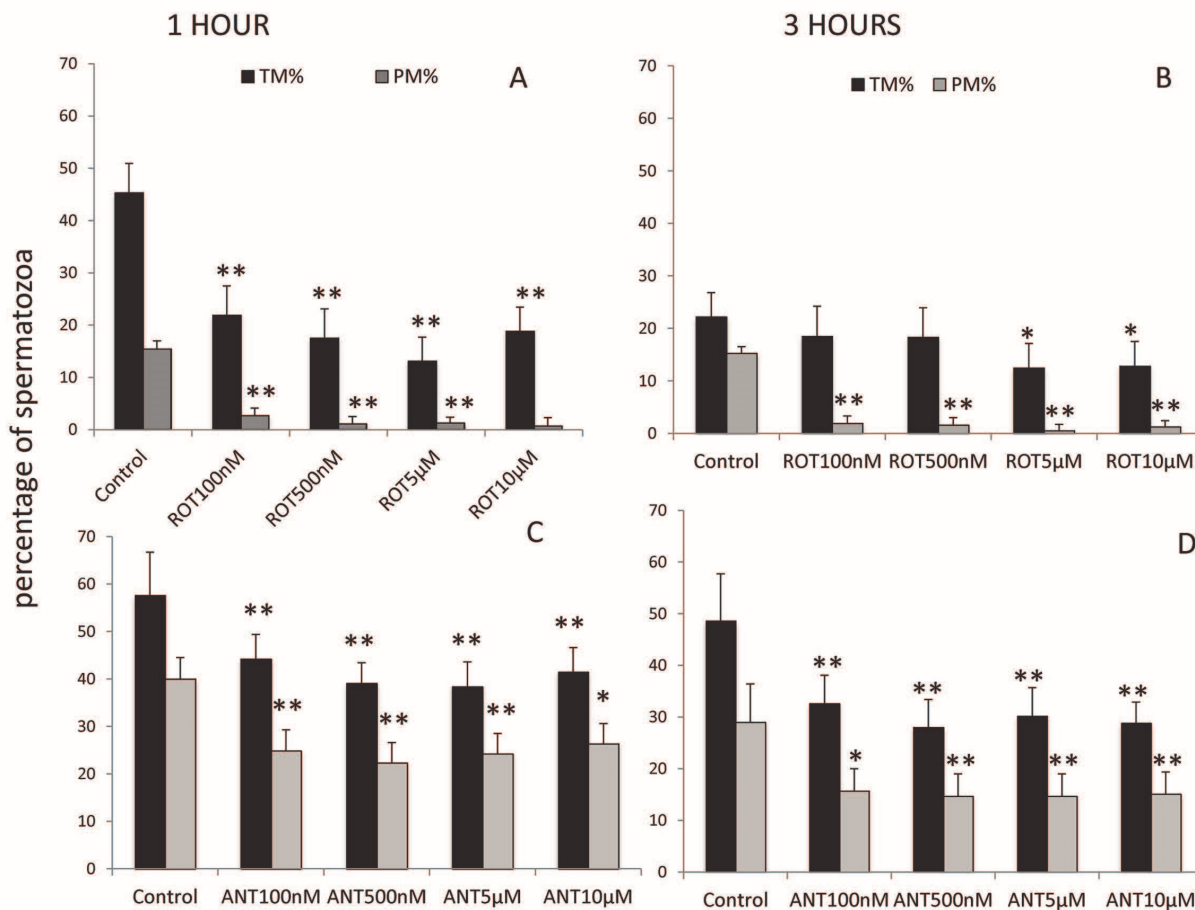 1 HOUR
3 HOURS
percentage of spermatozoa
TM% PM%
A
70
60
50
40
30
20
10
0
** ** ** **
** ** **
Control ROT100nM ROT500nM ROT5µM ROT10µM
TM% PM%
B
70
60
50
40
30
20
10
0
* *
** ** ** **
Control ROT100nM ROT500nM ROT5µM ROT10µM
C
70
60
50
40
30
20
10
0
** ** ** **
** ** ** *
Control ANT100nM ANT500nM ANT5µM ANT10µM
D
70
60
50
40
30
20
10
0
** ** ** **
* ** ** **
Control ANT100nM ANT500nM ANT5µM ANT10µM